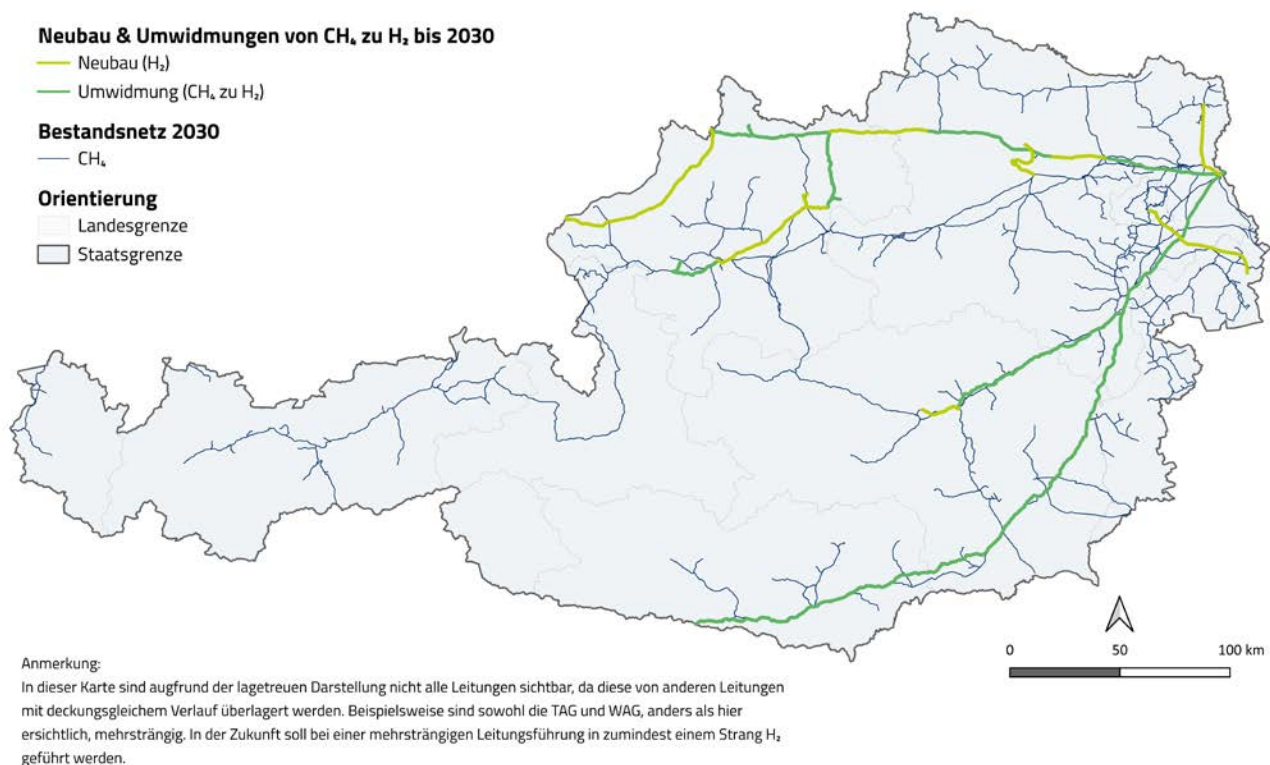 Neubau & Umwidmungen von CH₄ zu H₂ bis 2030
Neubau (H₂)
Umwidmung (CH₄ zu H₂)
Bestandsnetz 2030
CH₄
Orientierung
Landesgrenze
Staatsgrenze
0 50 100 km
Anmerkung:
In dieser Karte sind augfrund der lagetreuen Darstellung nicht alle Leitungen sichtbar, da diese von anderen Leitungen
mit deckungsgleichem Verlauf überlagert werden. Beispielsweise sind sowohl die TAG und WAG, anders als hier
ersichtlich, mehrsträngig. In der Zukunft soll bei einer mehrsträngigen Leitungsführung in zumindest einem Strang H₂
geführt werden.